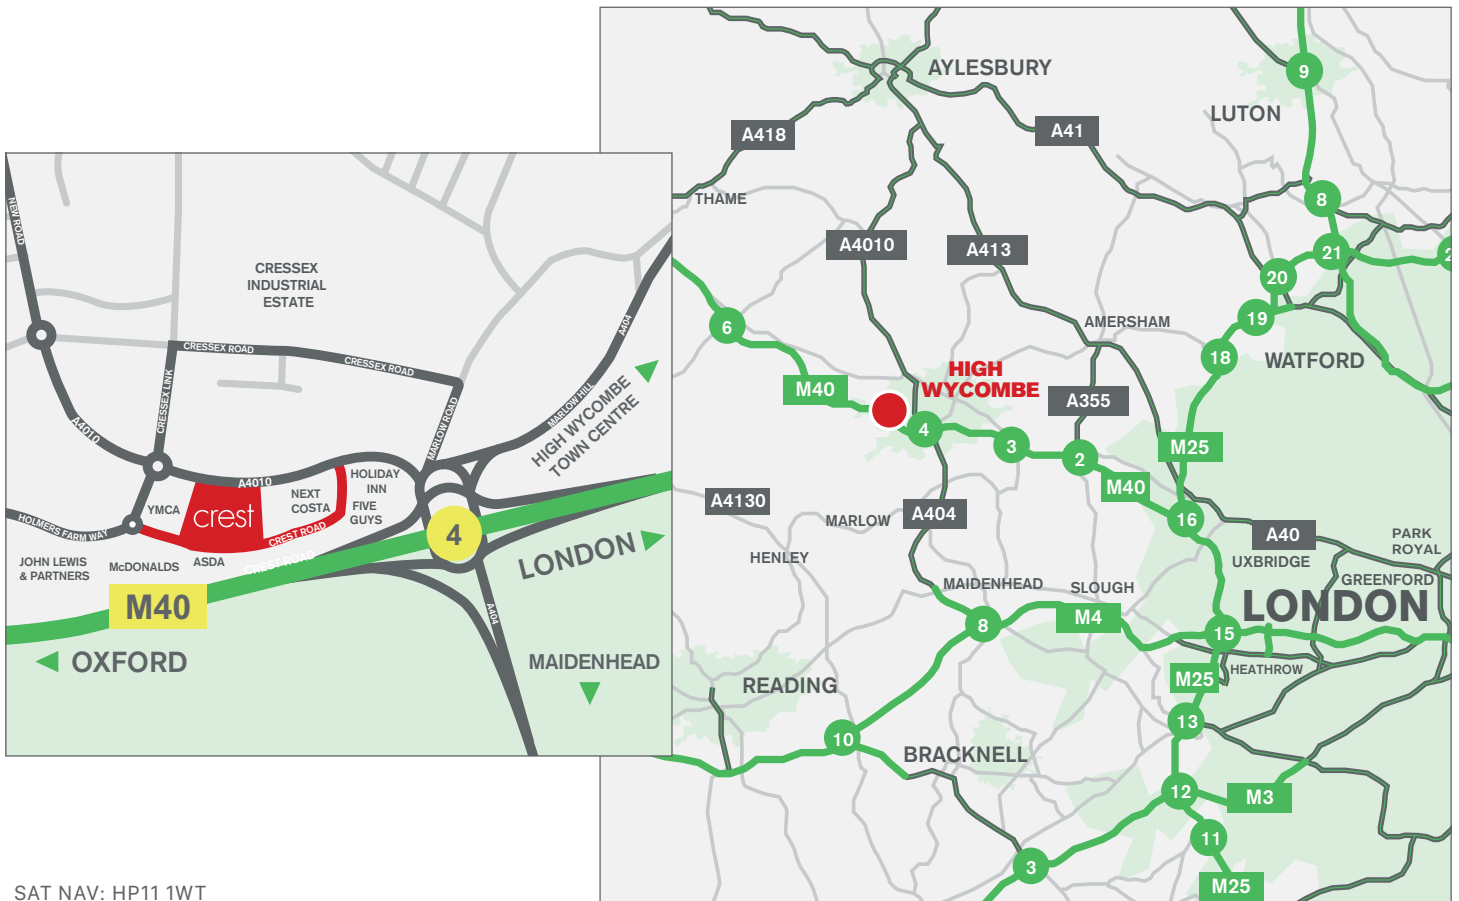 NEW ROAD
CRESSEX
INDUSTRIAL
ESTATE
CRESSEX ROAD
CRESSEX ROAD
CRESSEX LINK
A4010
MARLOW ROAD
MARLOW HILL
A404
HIGH WYCOMBE
TOWN CENTRE
A4010
HOLIDAY
INN
FIVE
GUYS
NEXT
COSTA
YMCA
crest
CREST ROAD
HOLMERS FARM WAY
JOHN LEWIS
& PARTNERS
McDONALDS
ASDA
CREST ROAD
4
LONDON
M40
A404
OXFORD
MAIDENHEAD
SAT NAV: HP11 1WT
AYLESBURY
9
LUTON
A418
A41
THAME
8
A4010
A413
21
2
20
19
6
AMERSHAM
18
WATFORD
M40
HIGH
WYCOMBE
A355
4
3
2
M25
M40
A4130
MARLOW
A404
16
A40
PARK
ROYAL
HENLEY
UXBRIDGE
MAIDENHEAD
SLOUGH
GREENFORD
LONDON
8
M4
15
HEATHROW
M25
READING
13
10
BRACKNELL
12
M3
11
3
M25